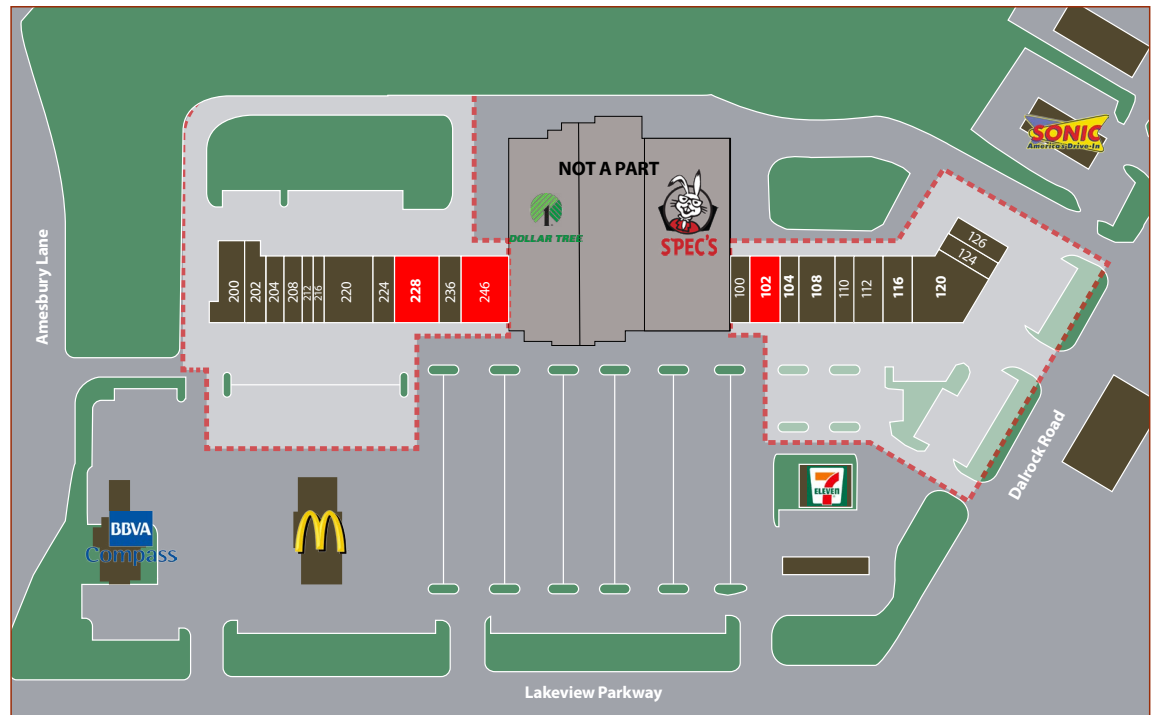 SONIC
America's Drive-In
NOT A PART
DOLLAR TREE
SPEC'S
126
124
200
202
204
208
212
216
220
224
228
236
246
100
102
104
108
110
112
116
120
Amesbury Lane
Dalrock Road
7
ELEVEN
BBVA
Compass
Lakeview Parkway